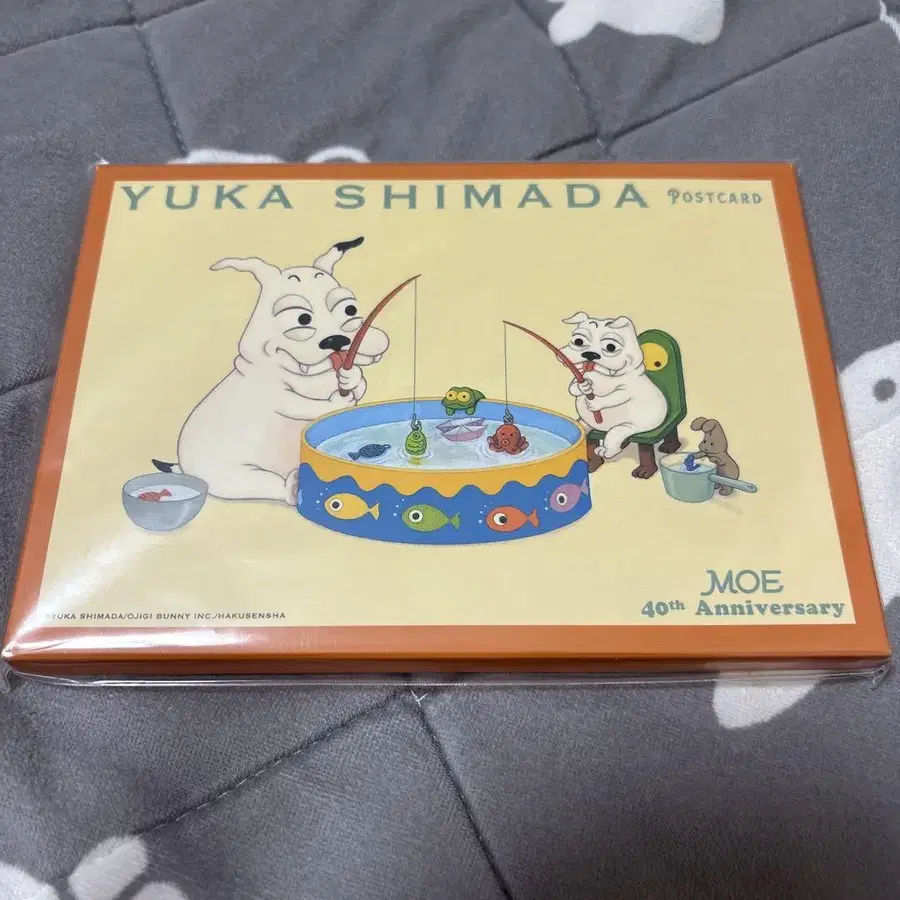 YUKA SHIMADA POSTCARD
MOE
40th Anniversary
©YUKA SHIMADA/OJIGI BUNNY INC./HAKUSENSHA